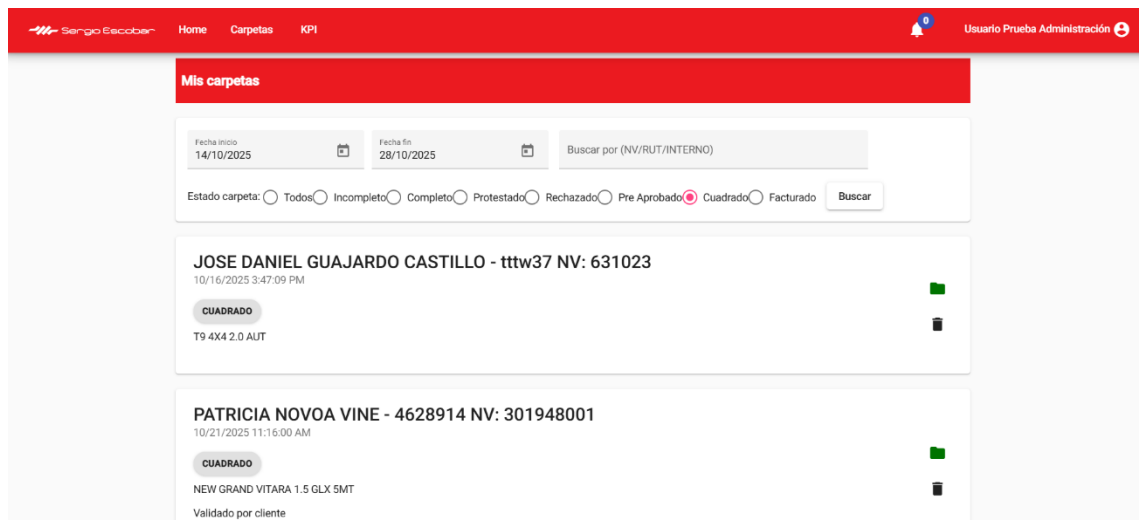 Sergio Escobar Home Carpetas KPI 0 Usuario Prueba Administración
Mis carpetas
Fecha inicio Fecha fin
14/10/2025 28/10/2025 Buscar por (NV/RUT/INTERNO)
Estado carpeta: Todos Incompleto Completo Protestado Rechazado Pre Aprobado Cuadrado Facturado Buscar
JOSE DANIEL GUAJARDO CASTILLO - tttw37 NV: 631023
10/16/2025 3:47:09 PM
CUADRADO
T9 4X4 2.0 AUT
PATRICIA NOVOA VINE - 4628914 NV: 301948001
10/21/2025 11:16:00 AM
CUADRADO
NEW GRAND VITARA 1.5 GLX 5MT
Validado por cliente